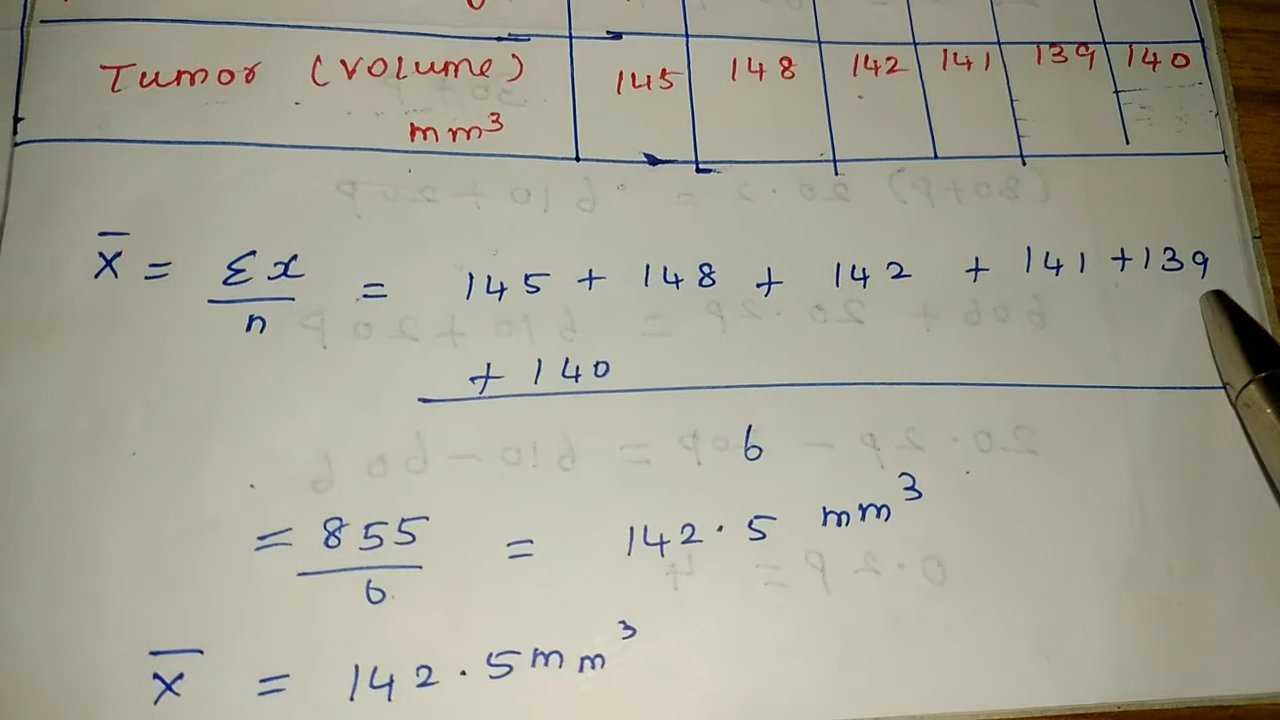 Tumor (volume) 145 148 142 141 139 140
mm³
x̄ = Σx = 145 + 148 + 142 + 141 + 139
n
+ 140
6
= 855 = 142.5 mm³
6
x̄ = 142.5 mm³